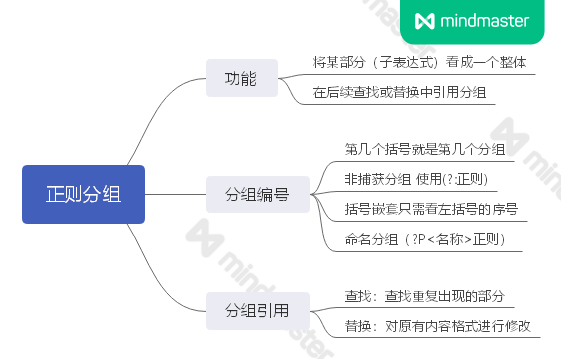 mindmaster
正则分组
功能
将某部分（子表达式）看成一个整体
在后续查找或替换中引用分组
分组编号
第几个括号就是第几个分组
非捕获分组 使用(?:正则)
括号嵌套只需看左括号的序号
命名分组（?P<名称>正则）
分组引用
查找：查找重复出现的部分
替换：对原有内容格式进行修改
mindmaster
mindmaster
mindmaster